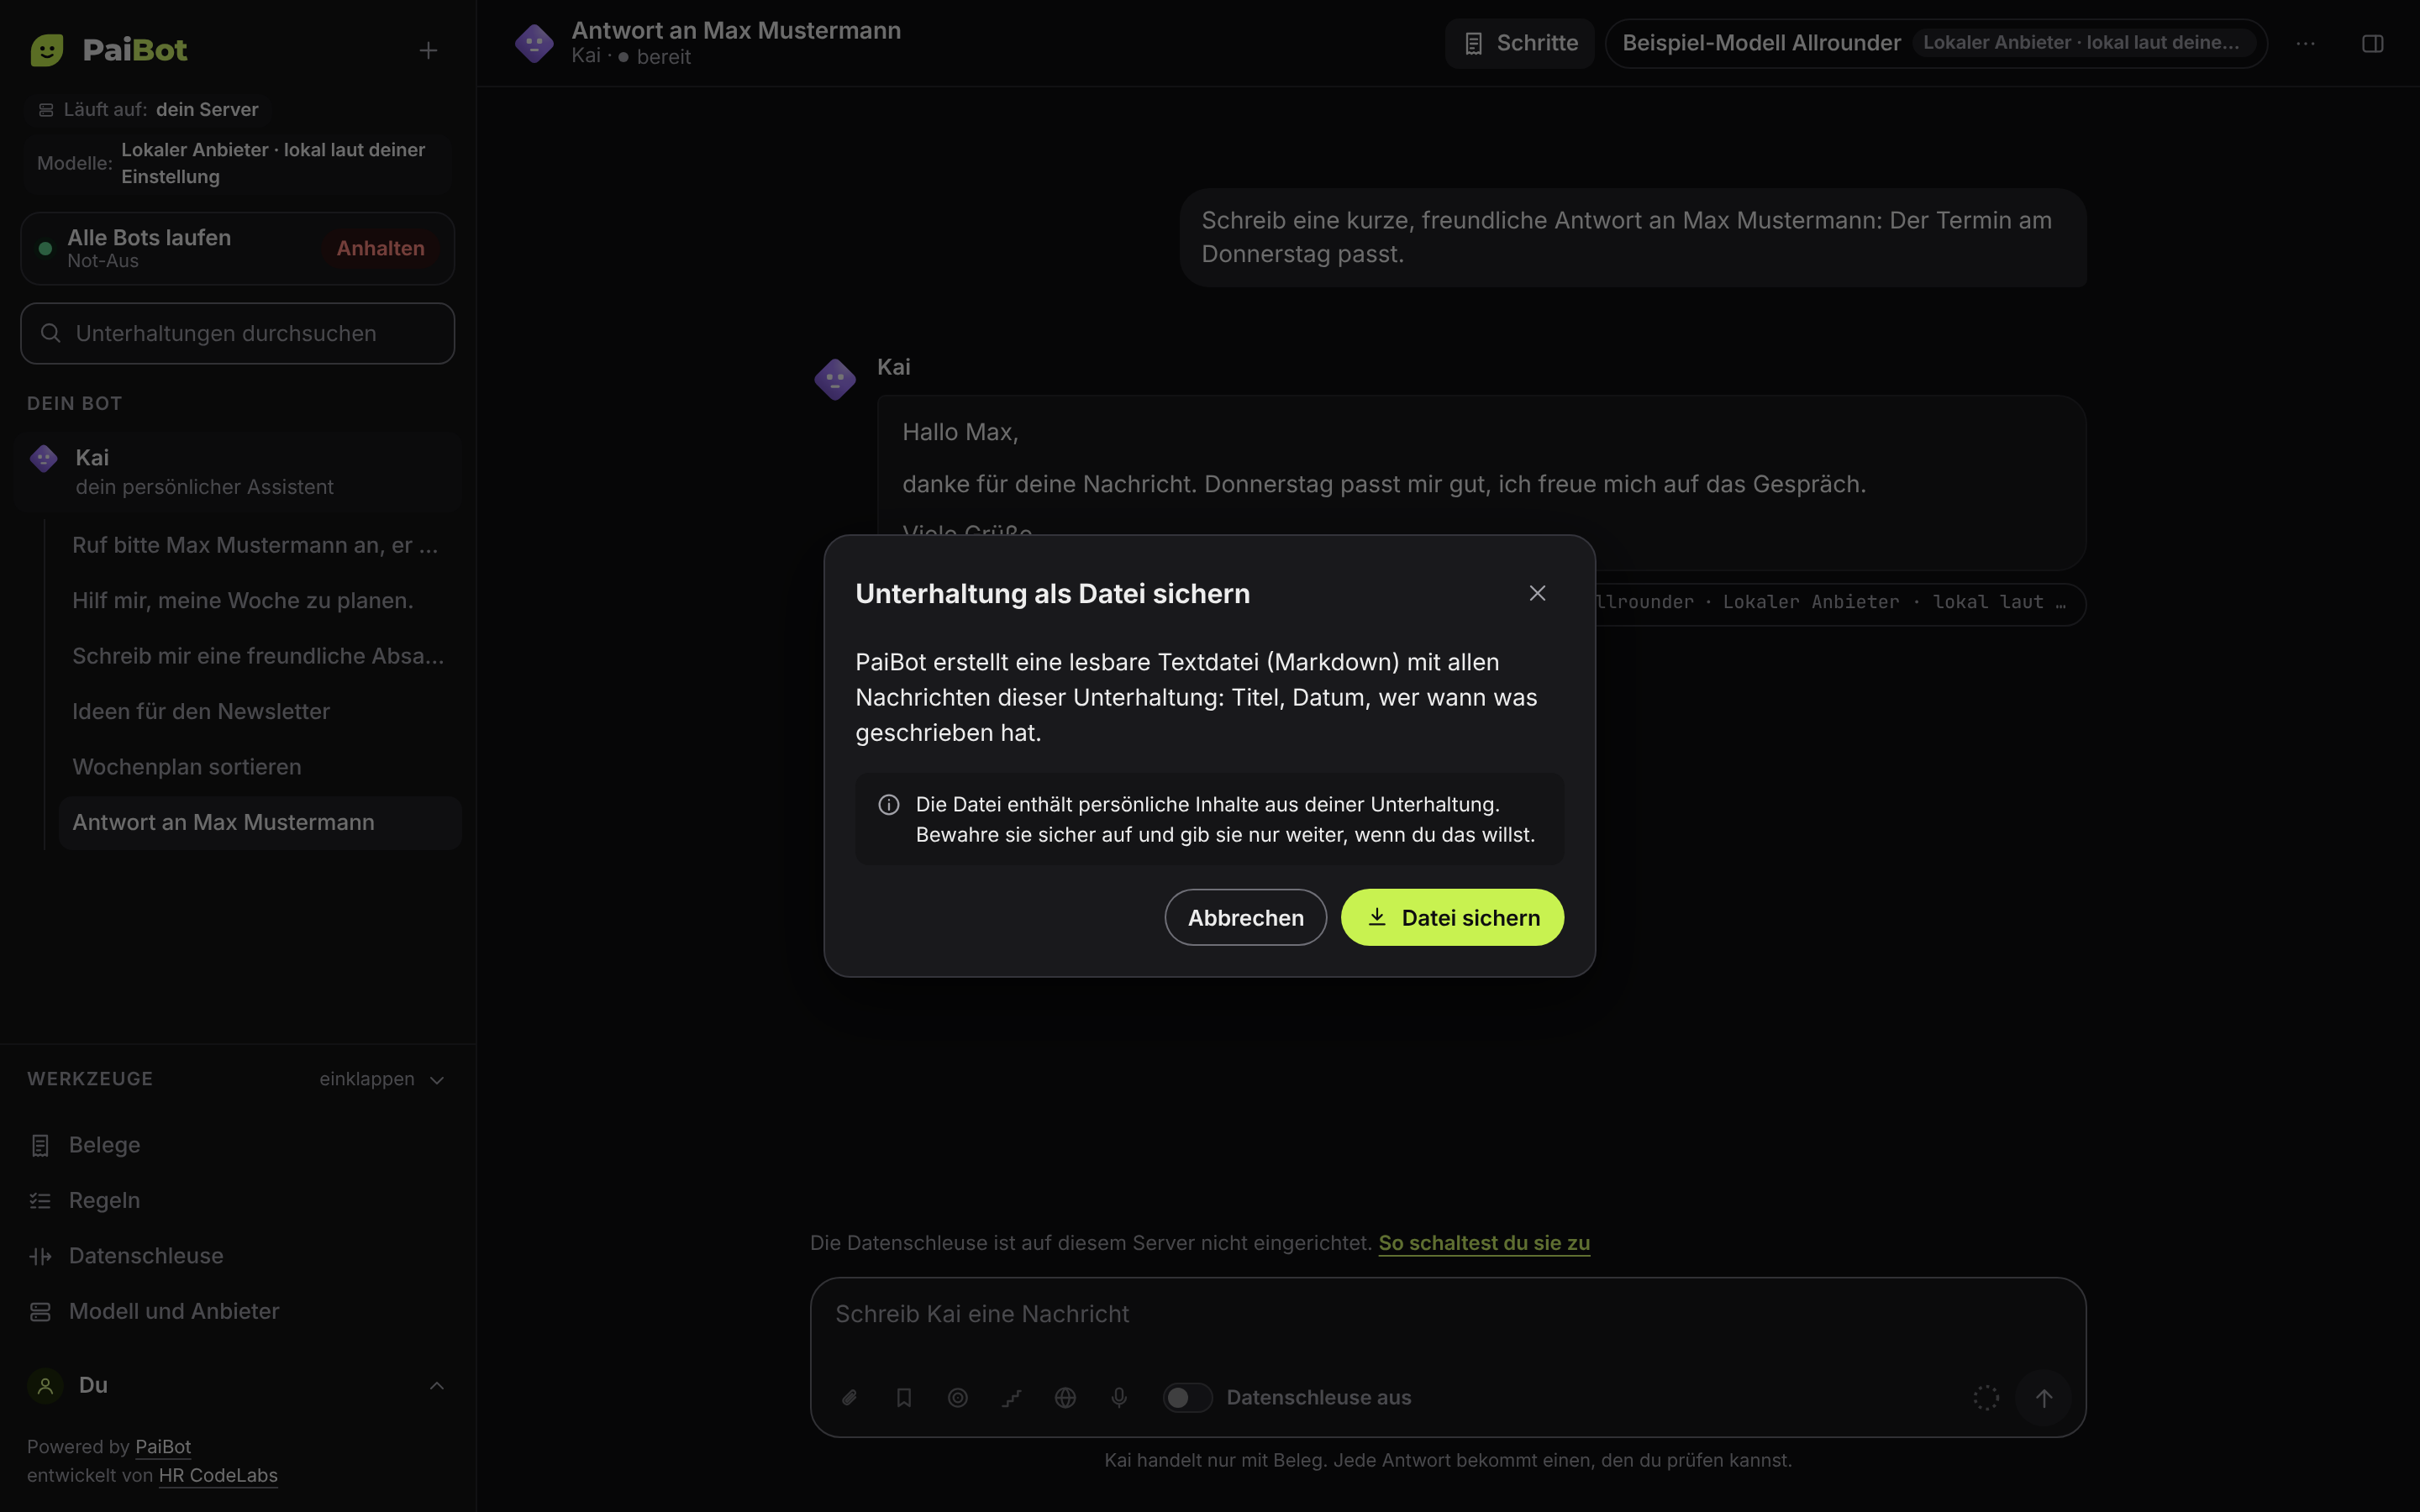 PaiBot
Läuft auf: dein Server
Modelle: Lokaler Anbieter · lokal laut deiner
Einstellung
Alle Bots laufen
Not-Aus
Anhalten
Unterhaltungen durchsuchen
DEIN BOT
Kai
dein persönlicher Assistent
Ruf bitte Max Mustermann an, er …
Hilf mir, meine Woche zu planen.
Schreib mir eine freundliche Absa…
Ideen für den Newsletter
Wochenplan sortieren
Antwort an Max Mustermann
WERKZEUGE
einklappen
Belege
Regeln
Datenschleuse
Modell und Anbieter
Du
Powered by PaiBot
entwickelt von HR CodeLabs
Antwort an Max Mustermann
Kai · bereit
Schritte
Beispiel-Modell Allrounder Lokaler Anbieter · lokal laut deine…
Schreib eine kurze, freundliche Antwort an Max Mustermann: Der Termin am
Donnerstag passt.
Kai
Hallo Max,
danke für deine Nachricht. Donnerstag passt mir gut, ich freue mich auf das Gespräch.
Viele Grüße
· Lokaler Anbieter · lokal laut …
Unterhaltung als Datei sichern
PaiBot erstellt eine lesbare Textdatei (Markdown) mit allen
Nachrichten dieser Unterhaltung: Titel, Datum, wer wann was
geschrieben hat.
Die Datei enthält persönliche Inhalte aus deiner Unterhaltung.
Bewahre sie sicher auf und gib sie nur weiter, wenn du das willst.
Abbrechen
Datei sichern
Die Datenschleuse ist auf diesem Server nicht eingerichtet. So schaltest du sie zu
Schreib Kai eine Nachricht
Datenschleuse aus
Kai handelt nur mit Beleg. Jede Antwort bekommt einen, den du prüfen kannst.